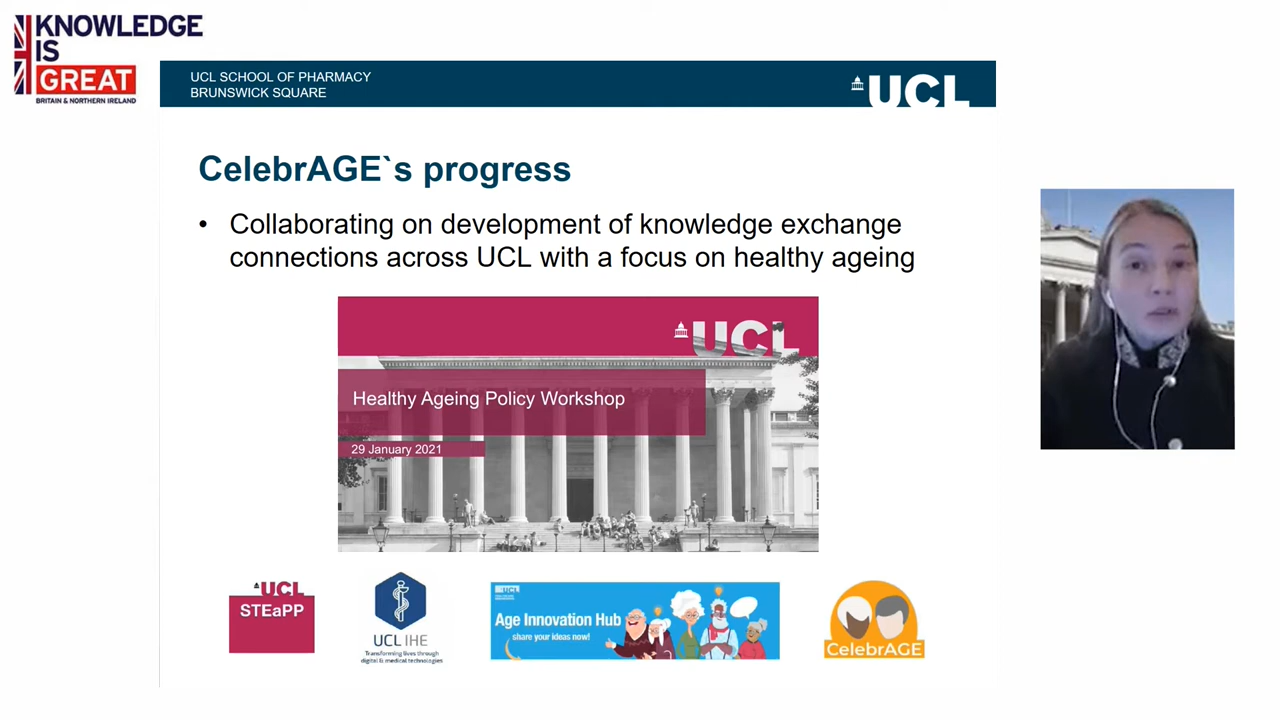 KNOWLEDGE
IS
GREAT
BRITAIN & NORTHERN IRELAND
UCL SCHOOL OF PHARMACY
BRUNSWICK SQUARE
UCL
CelebrAGE`s progress
• Collaborating on development of knowledge exchange
connections across UCL with a focus on healthy ageing
UCL
Healthy Ageing Policy Workshop
29 January 2021
UCL
STEaPP
UCL IHE
Transforming lives through
digital & medical technologies
UCL
Age Innovation Hub
share your ideas now!
CelebrAGE